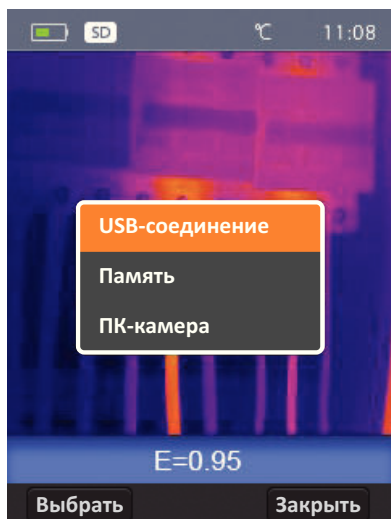 SD °C 11:08
USB-соединение
Память
ПК-камера
E=0.95
Выбрать Закрыть